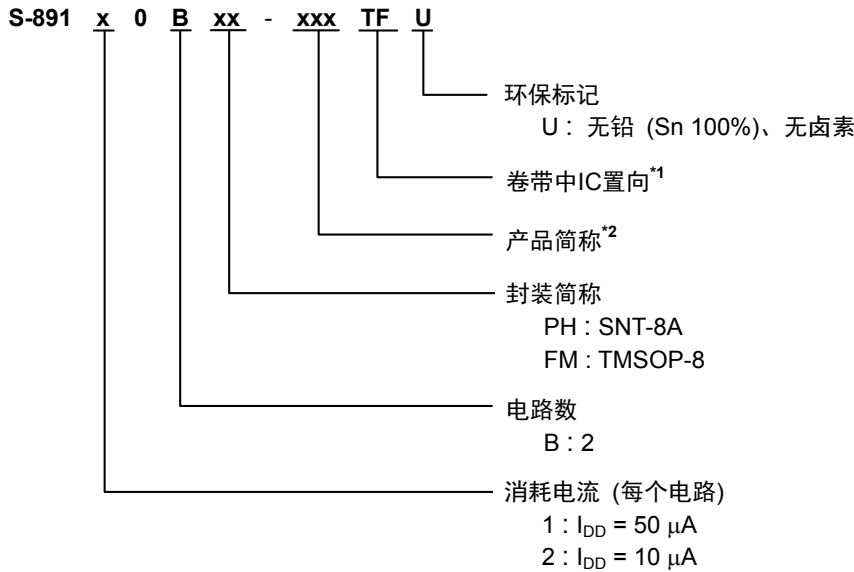 S-891 x 0 B xx - xxx TF U
环保标记
U : 无铅 (Sn 100%)、无卤素
卷带中IC置向*1
产品简称*2
封装简称
PH : SNT-8A
FM : TMSOP-8
电路数
B : 2
消耗电流 (每个电路)
1 : IDD = 50 μA
2 : IDD = 10 μA